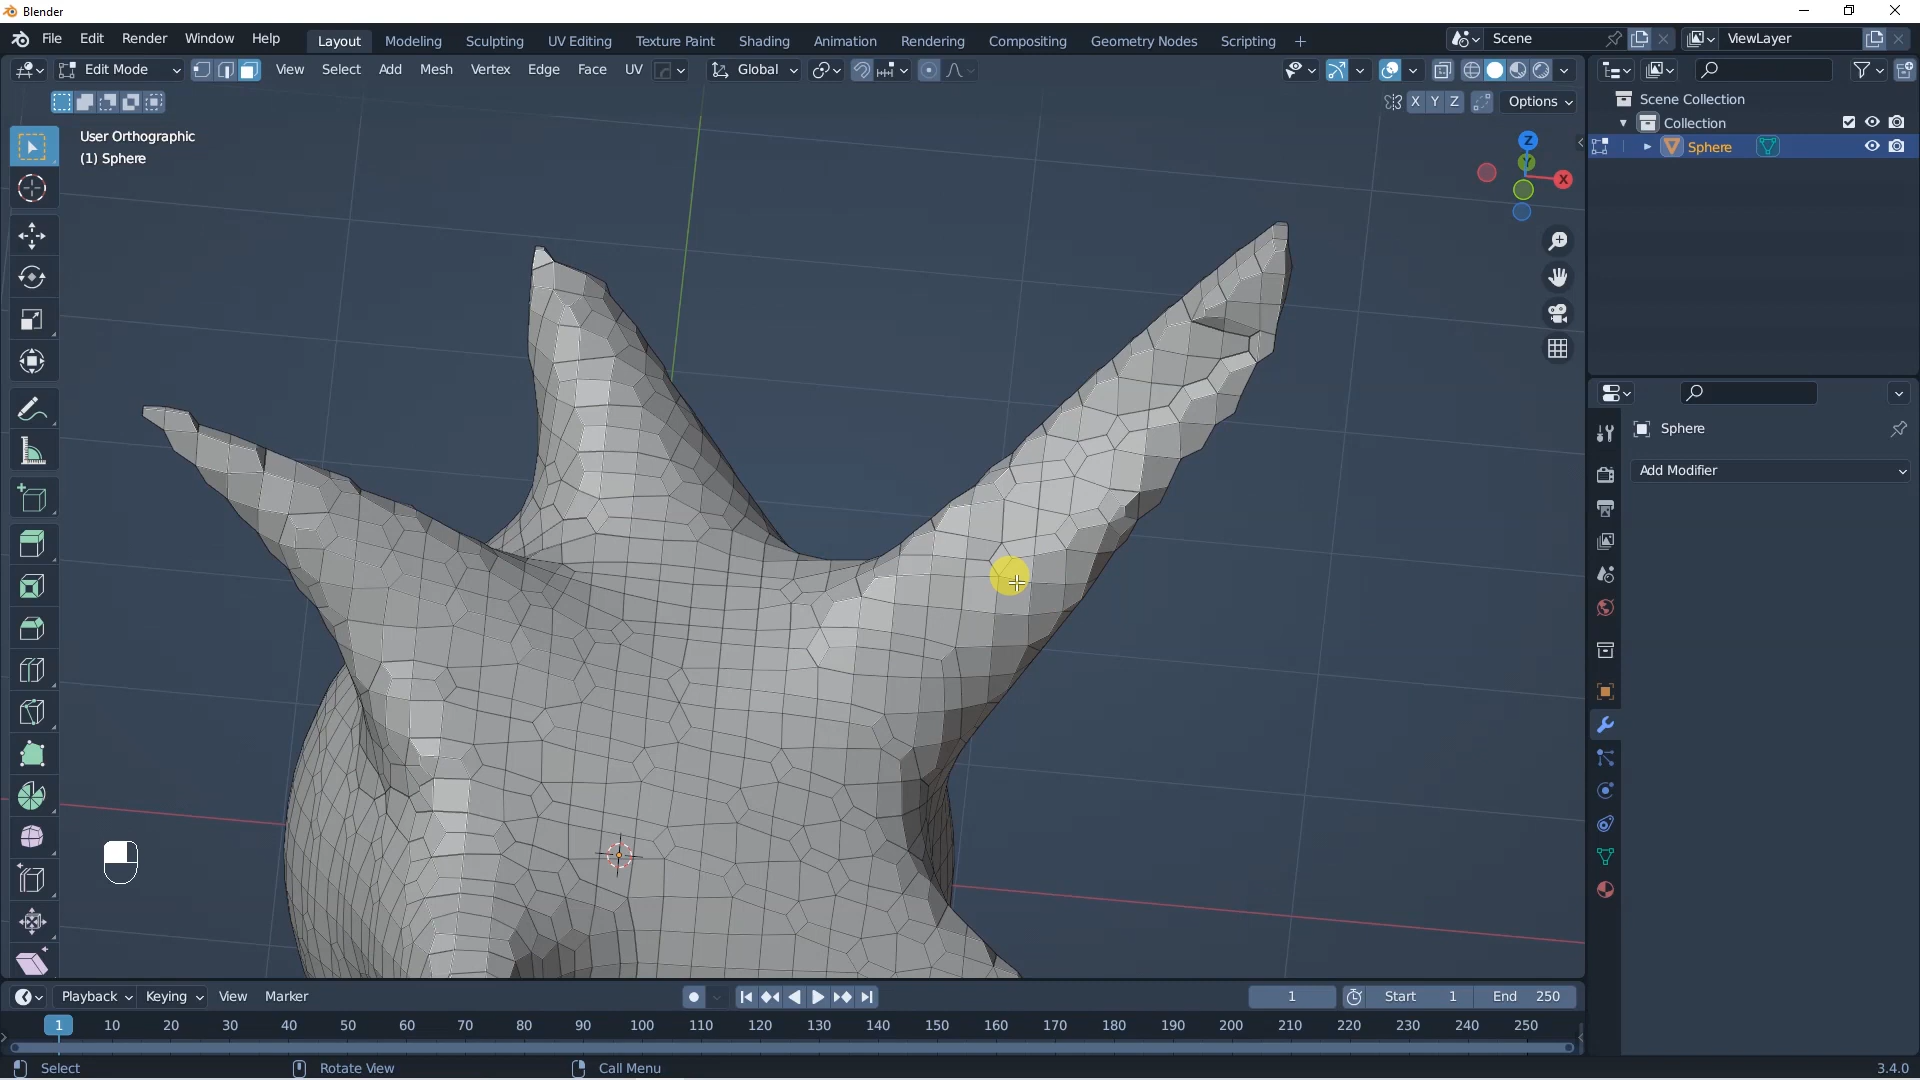 Blender
File Edit Render Window Help Layout Modeling Sculpting UV Editing Texture Paint Shading Animation Rendering Compositing Geometry Nodes Scripting + Scene ViewLayer
Edit Mode View Select Add Mesh Vertex Edge Face UV Global
X Y Z Options
User Orthographic
(1) Sphere
Z
Y
X
Scene Collection
Collection
Sphere
Sphere
Add Modifier
Playback Keying View Marker 1 Start 1 End 250
1 10 20 30 40 50 60 70 80 90 100 110 120 130 140 150 160 170 180 190 200 210 220 230 240 250
Select Rotate View Call Menu 3.4.0